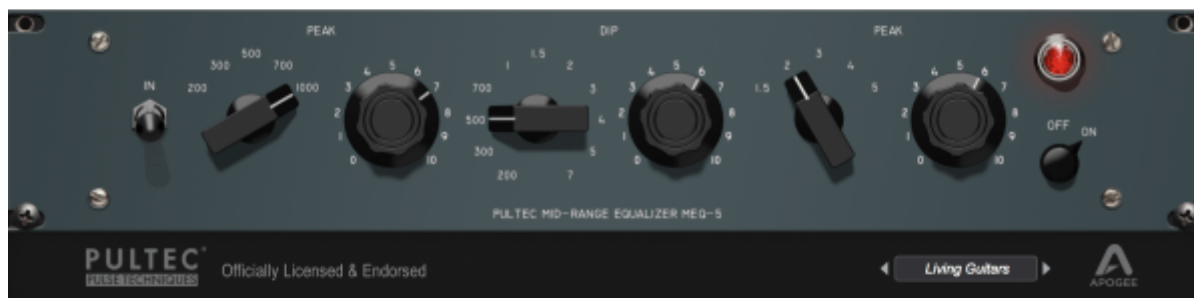 PEAK DIP PEAK
IN
200 300 500 700 1000
0 1 2 3 4 5 6 7 8 9 10
200 300 500 700 1 1.5 2 3 4 5 7
0 1 2 3 4 5 6 7 8 9 10
1.5 2 3 4 5
0 1 2 3 4 5 6 7 8 9 10
OFF ON
PULTEC MID-RANGE EQUALIZER MEQ-5
PULTEC®
PULSE TECHNIQUES
Officially Licensed & Endorsed
Living Guitars
APOGEE